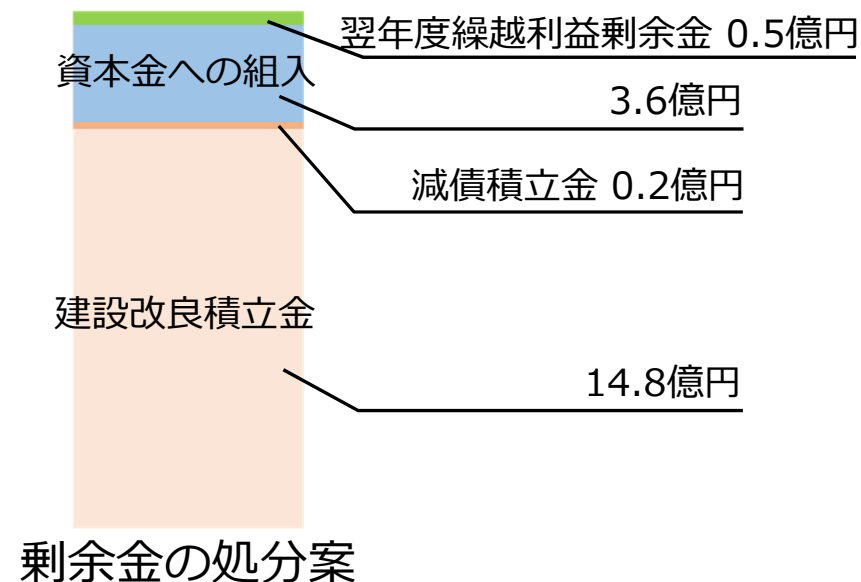 翌年度繰越利益剰余金 0.5億円
資本金への組入
3.6億円
減債積立金 0.2億円
建設改良積立金
14.8億円
剰余金の処分案